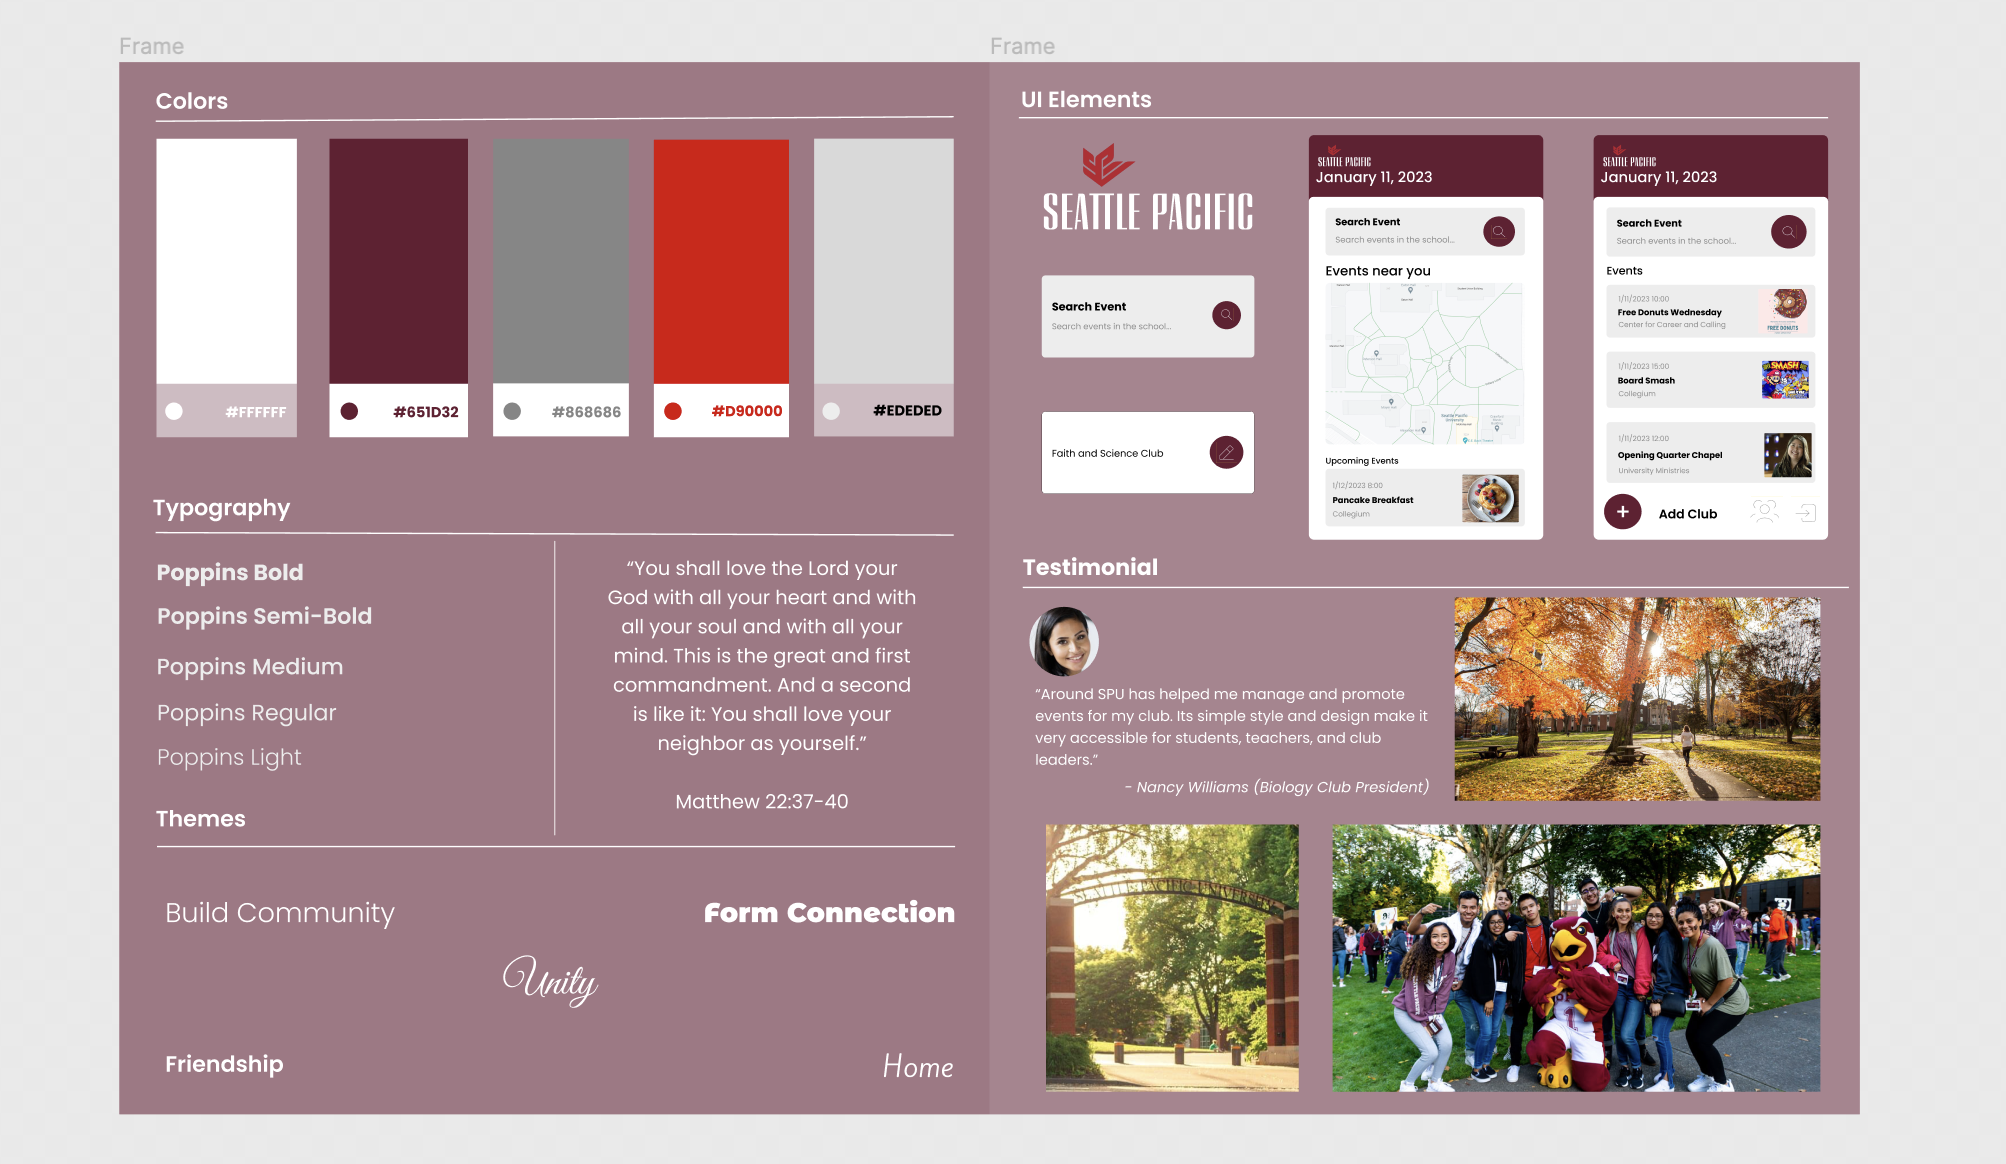 Frame
Colors
#FFFFFF
#651D32
#868686
#D90000
#EDEDED
Typography
Poppins Bold
Poppins Semi-Bold
Poppins Medium
Poppins Regular
Poppins Light
“You shall love the Lord your
God with all your heart and with
all your soul and with all your
mind. This is the great and first
commandment. And a second
is like it: You shall love your
neighbor as yourself.”
Matthew 22:37-40
Themes
Build Community
Form Connection
Unity
Friendship
Home
Frame
UI Elements
SEATTLE PACIFIC
Search Event
Search events in the school...
Faith and Science Club
SEATTLE PACIFIC
January 11, 2023
Search Event
Search events in the school...
Events near you
Seattle Pacific
University
Upcoming Events
1/12/2023 8:00
Pancake Breakfast
Collegium
SEATTLE PACIFIC
January 11, 2023
Search Event
Search events in the school...
Events
1/11/2023 10:00
Free Donuts Wednesday
Center for Career and Calling
FREE DONUTS
1/11/2023 15:00
Board Smash
Collegium
SMASH
1/11/2023 12:00
Opening Quarter Chapel
University Ministries
+
Add Club
Testimonial
“Around SPU has helped me manage and promote
events for my club. Its simple style and design make it
very accessible for students, teachers, and club
leaders.”
- Nancy Williams (Biology Club President)
PACIFIC UNIVERSITY